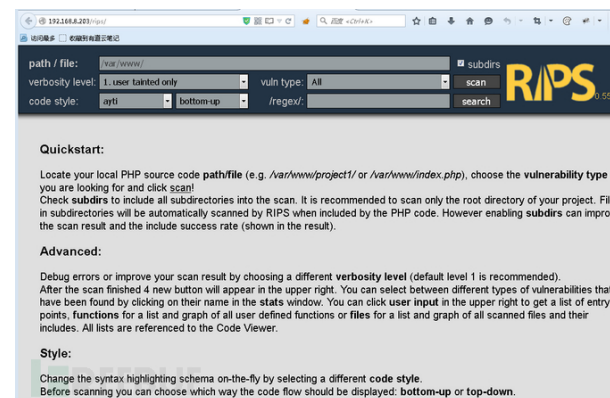 192.168.8.203/rips/
百度 <Ctrl+K>
访问最多 收藏到有道云笔记
path / file: /var/www/ subdirs
verbosity level: 1. user tainted only vuln type: All scan
code style: ayti bottom-up /regex/: search
RIPS 0.55
Quickstart:
Locate your local PHP source code path/file (e.g. /var/www/project1/ or /var/www/index.php), choose the vulnerability type
you are looking for and click scan!
Check subdirs to include all subdirectories into the scan. It is recommended to scan only the root directory of your project. Fil
in subdirectories will be automatically scanned by RIPS when included by the PHP code. However enabling subdirs can impro
the scan result and the include success rate (shown in the result).
Advanced:
Debug errors or improve your scan result by choosing a different verbosity level (default level 1 is recommended).
After the scan finished 4 new button will appear in the upper right. You can select between different types of vulnerabilities that
have been found by clicking on their name in the stats window. You can click user input in the upper right to get a list of entry
points, functions for a list and graph of all user defined functions or files for a list and graph of all scanned files and their
includes. All lists are referenced to the Code Viewer.
Style:
Change the syntax highlighting schema on-the-fly by selecting a different code style.
Before scanning you can choose which way the code flow should be displayed: bottom-up or top-down.